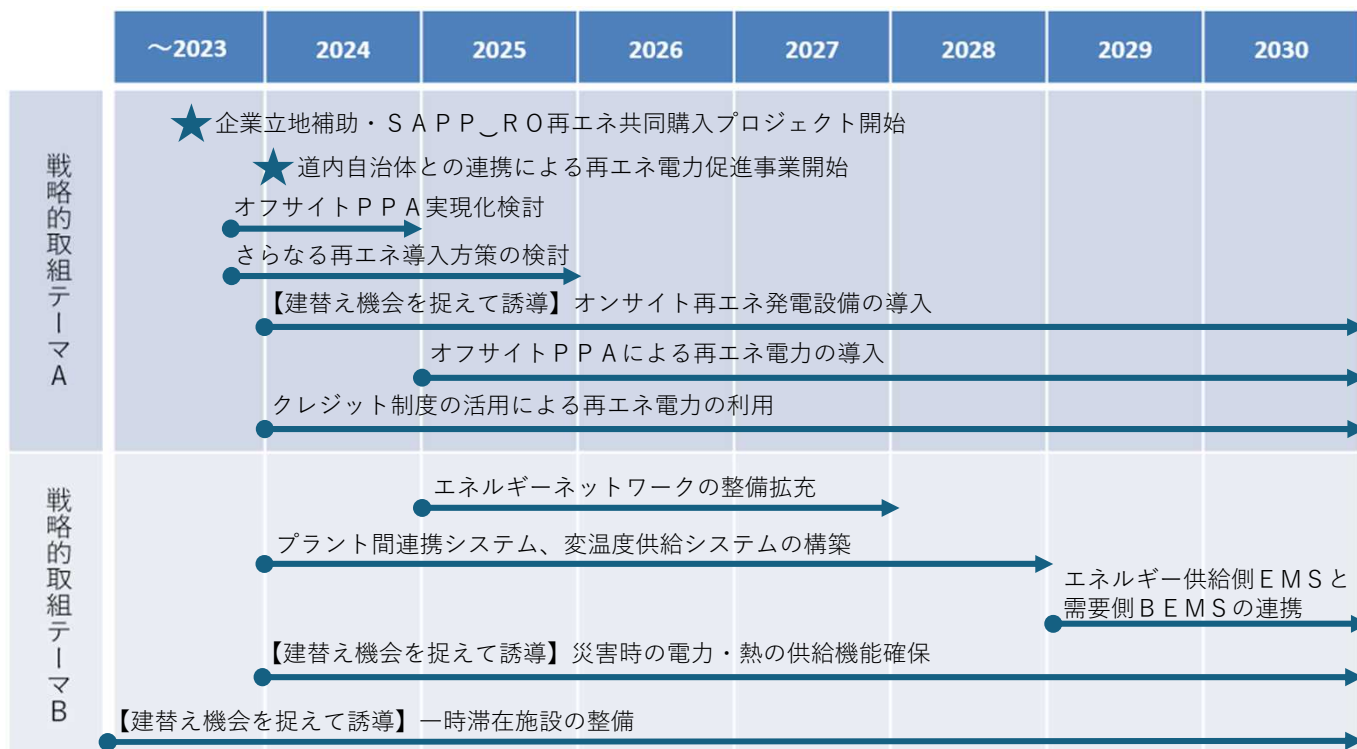 ～2023 2024 2025 2026 2027 2028 2029 2030
戦略的取組テーマA
企業立地補助・ＳＡＰＰ‿ＲＯ再エネ共同購入プロジェクト開始
道内自治体との連携による再エネ電力促進事業開始
オフサイトＰＰＡ実現化検討
さらなる再エネ導入方策の検討
【建替え機会を捉えて誘導】オンサイト再エネ発電設備の導入
オフサイトＰＰＡによる再エネ電力の導入
クレジット制度の活用による再エネ電力の利用
戦略的取組テーマB
エネルギーネットワークの整備拡充
プラント間連携システム、変温度供給システムの構築
エネルギー供給側ＥＭＳと
需要側ＢＥＭＳの連携
【建替え機会を捉えて誘導】災害時の電力・熱の供給機能確保
【建替え機会を捉えて誘導】一時滞在施設の整備